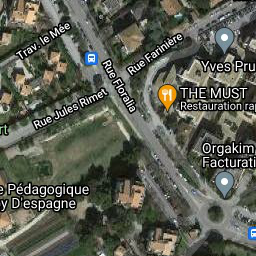 Trav. le Mée
Rue Farinière
Yves Pru
Rue Floralia
THE MUST
Restauration rap
Rue Jules Rimet
rt
Orgakim
Facturati
e Pédagogique
y D'espagne